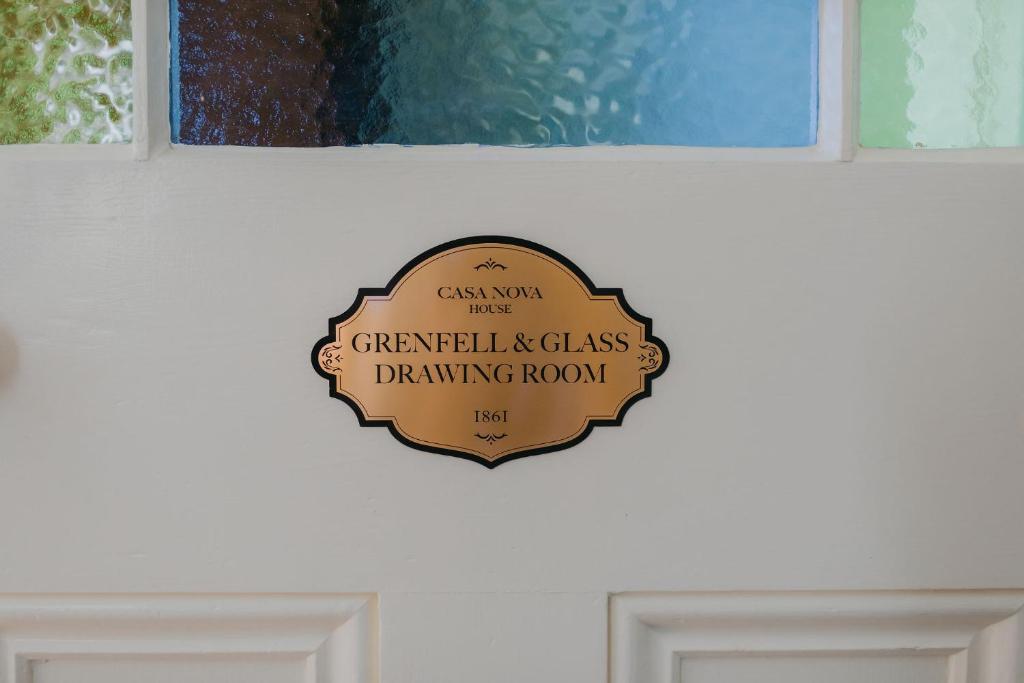 CASA NOVA
HOUSE
GRENFELL & GLASS
DRAWING ROOM
1861